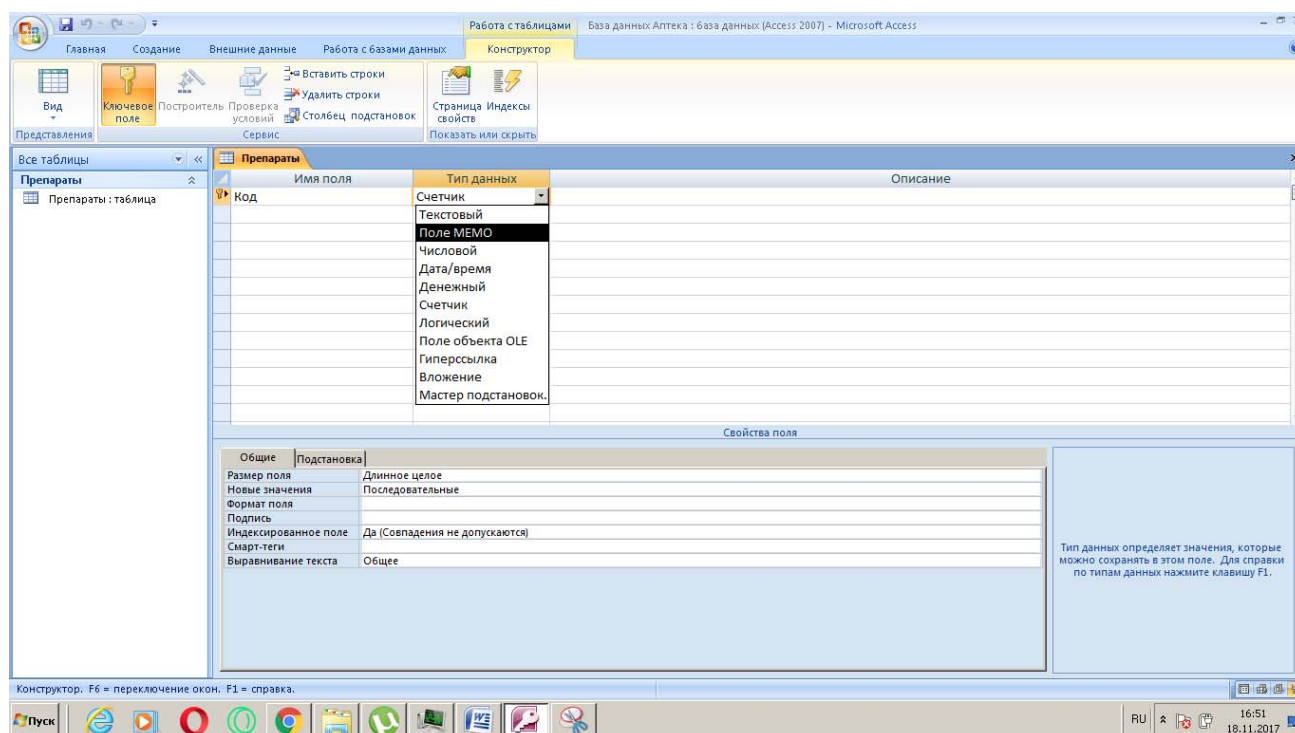 Работа с таблицами
База данных Аптека : база данных (Access 2007) - Microsoft Access
Главная Создание Внешние данные Работа с базами данных Конструктор
Вид
Ключевое поле
Построитель
Проверка условий
Вставить строки
Удалить строки
Столбец подстановок
Страница свойств
Индексы
Представления
Сервис
Показать или скрыть
Все таблицы
Препараты
Препараты : таблица
Препараты
Имя поля Тип данных Описание
Код Счетчик
Текстовый
Поле МЕМО
Числовой
Дата/время
Денежный
Счетчик
Логический
Поле объекта OLE
Гиперссылка
Вложение
Мастер подстановок.
Свойства поля
Общие Подстановка
Размер поля Длинное целое
Новые значения Последовательные
Формат поля
Подпись
Индексированное поле Да (Совпадения не допускаются)
Смарт-теги
Выравнивание текста Общее
Тип данных определяет значения, которые
можно сохранять в этом поле. Для справки
по типам данных нажмите клавишу F1.
Конструктор. F6 = переключение окон. F1 = справка.
Пуск
RU
16:51
18.11.2017